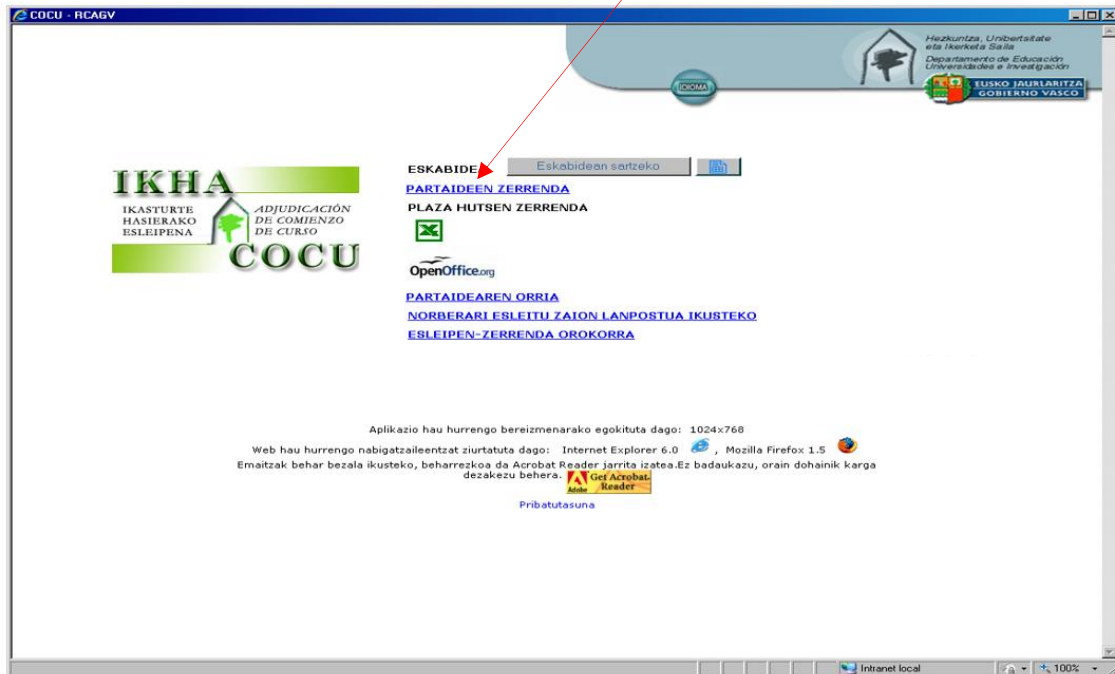 COCU - RCAGV
Hezkuntza, Unibertsitate
eta Ikerketa Saila
Departamento de Educación
Universidades e Investigación
IDIOMA
EUSKO JAURLARITZA
GOBIERNO VASCO
IKHA
IKASTURTE
HASIERAKO
ESLEIPENA
ADJUDICACIÓN
DE COMIENZO
DE CURSO
COCU
ESKABIDE Eskabidean sartzeko
PARTAIDEEN ZERRENDA
PLAZA HUTSEN ZERRENDA
OpenOffice.org
PARTAIDEAREN ORRIA
NORBERARI ESLEITU ZAION LANPOSTUA IKUSTEKO
ESLEIPEN-ZERRENDA OROKORRA
Aplikazio hau hurrengo bereizmenarako egokituta dago: 1024x768
Web hau hurrengo nabigatzaileentzat ziurtatuta dago: Internet Explorer 6.0 , Mozilla Firefox 1.5
Emaitzak behar bezala ikusteko, beharrezkoa da Acrobat Reader jarrita izatea.Ez badaukazu, orain dohainik karga
dezakezu behera. Get Acrobat Reader Adobe
Pribatutasuna
Intranet local 100%